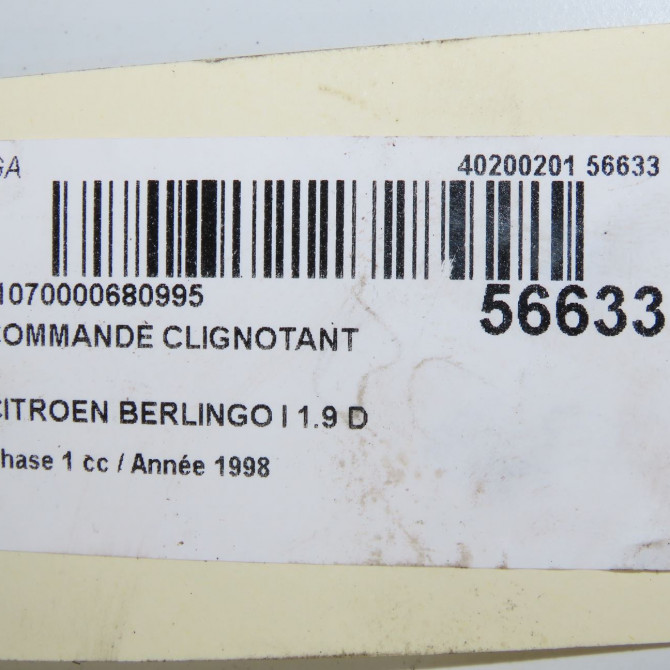 GA 40200201 56633
1070000680995
56633
COMMANDE CLIGNOTANT
CITROEN BERLINGO I 1.9 D
hase 1 cc / Année 1998